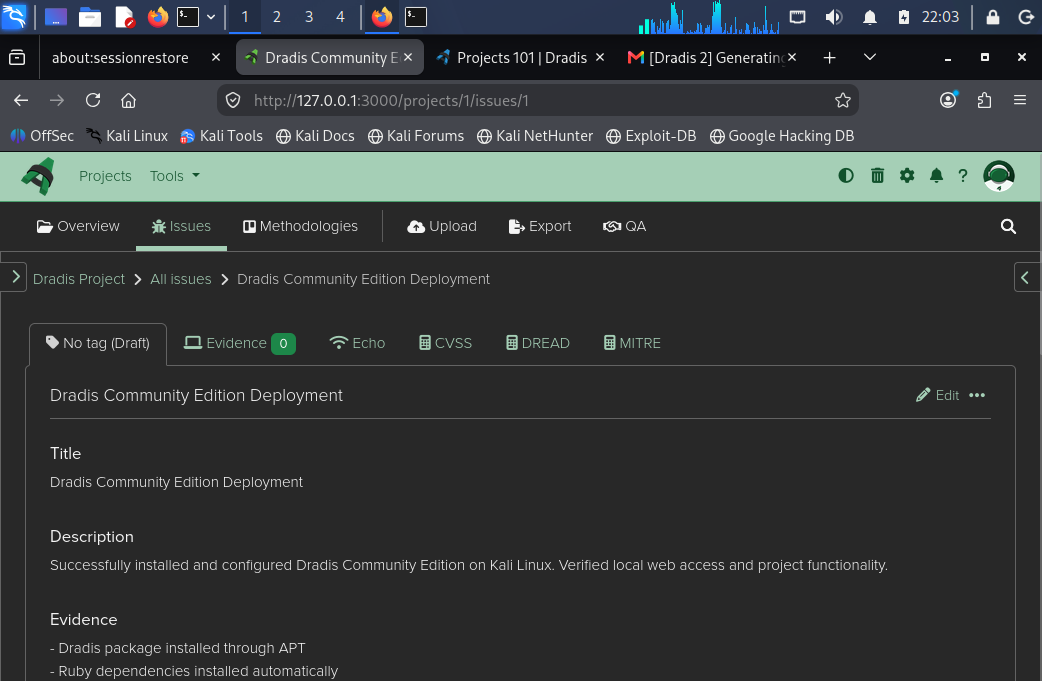 1 2 3 4 22:03
about:sessionrestore Dradis Community E Projects 101 | Dradis [Dradis 2] Generating
http://127.0.0.1:3000/projects/1/issues/1
OffSec Kali Linux Kali Tools Kali Docs Kali Forums Kali NetHunter Exploit-DB Google Hacking DB
Projects Tools ?
Overview Issues Methodologies Upload Export QA
Dradis Project All issues Dradis Community Edition Deployment
No tag (Draft) Evidence 0 Echo CVSS DREAD MITRE
Dradis Community Edition Deployment Edit
Title
Dradis Community Edition Deployment
Description
Successfully installed and configured Dradis Community Edition on Kali Linux. Verified local web access and project functionality.
Evidence
- Dradis package installed through APT
- Ruby dependencies installed automatically